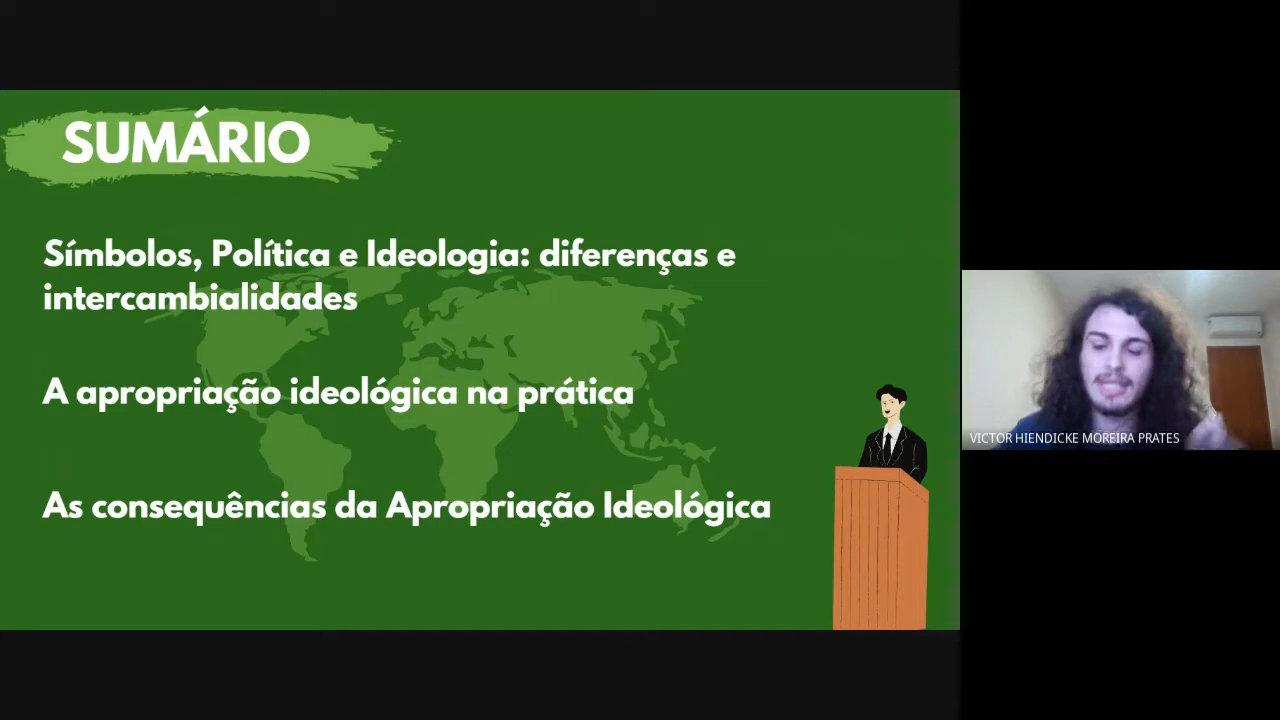 SUMÁRIO
Símbolos, Política e Ideologia: diferenças e
intercambialidades
A apropriação ideológica na prática
As consequências da Apropriação Ideológica
VICTOR HIENDICKE MOREIRA PRATES